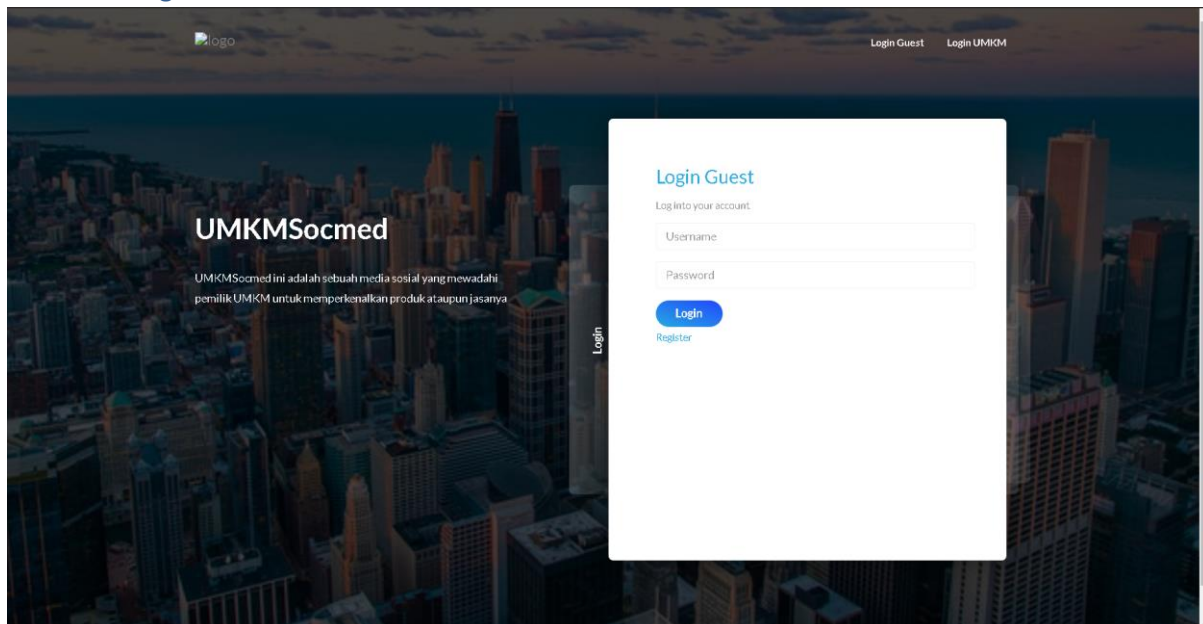 logo
Login Guest
Login UMKM
UMKMSocmed
UMKMSocmed ini adalah sebuah media sosial yang mewadahi
pemilik UMKM untuk memperkenalkan produk ataupun jasanya
Login
Login Guest
Log into your account
Username
Password
Login
Register